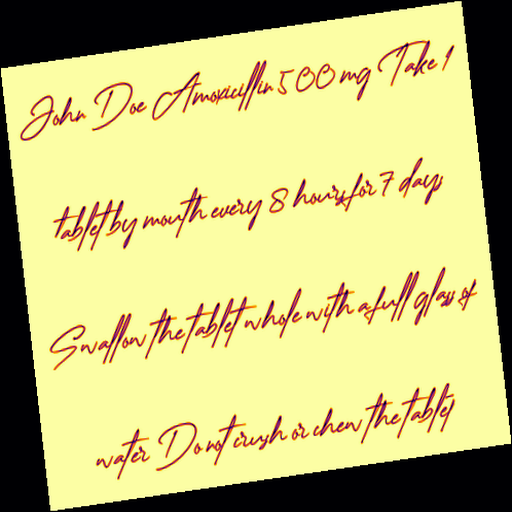 John Doe Amoxicillin 500 mg Take 1
tablet by mouth every 8 hours for 7 days
Swallow the tablet whole with a full glass of
water Do not crush or chew the tablet